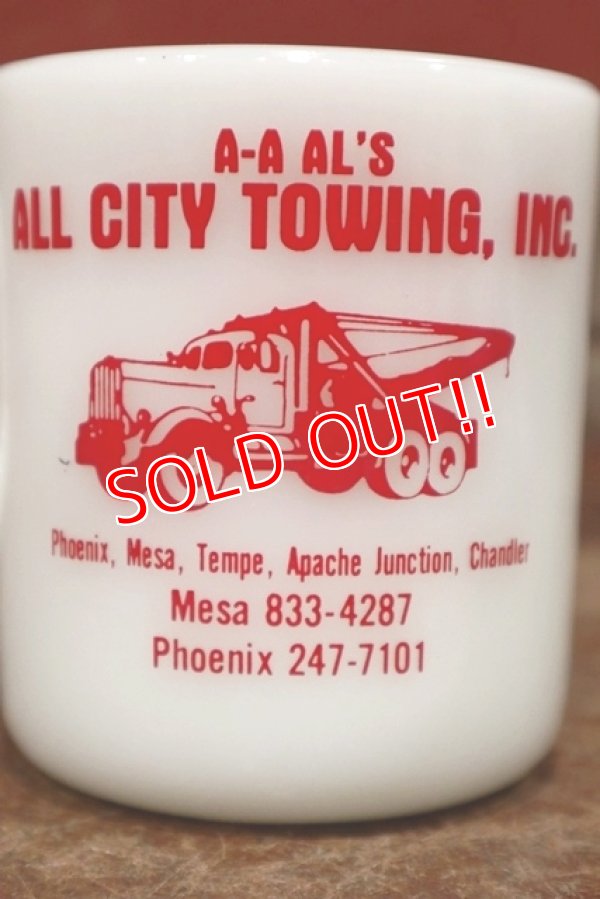 A-A AL'S
ALL CITY TOWING, INC.
SOLD OUT!!
Phoenix, Mesa, Tempe, Apache Junction, Chandler
Mesa 833-4287
Phoenix 247-7101